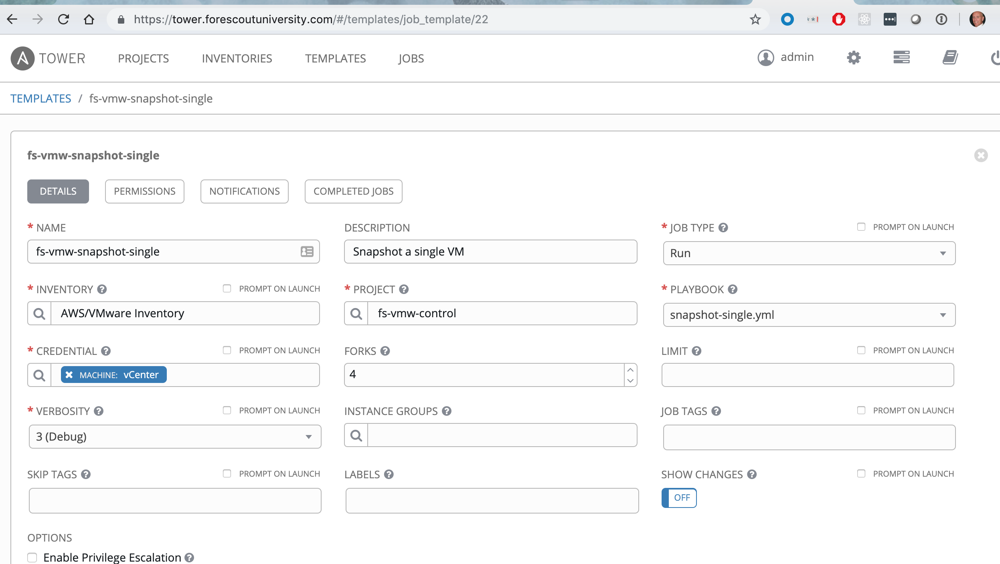 https://tower.forescoutuniversity.com/#/templates/job_template/22
A TOWER PROJECTS INVENTORIES TEMPLATES JOBS admin
TEMPLATES / fs-vmw-snapshot-single
fs-vmw-snapshot-single
DETAILS PERMISSIONS NOTIFICATIONS COMPLETED JOBS
* NAME DESCRIPTION * JOB TYPE ? PROMPT ON LAUNCH
fs-vmw-snapshot-single Snapshot a single VM Run
* INVENTORY ? PROMPT ON LAUNCH * PROJECT ? * PLAYBOOK ?
AWS/VMware Inventory fs-vmw-control snapshot-single.yml
* CREDENTIAL ? PROMPT ON LAUNCH FORKS ? LIMIT ? PROMPT ON LAUNCH
MACHINE: vCenter 4
* VERBOSITY ? PROMPT ON LAUNCH INSTANCE GROUPS ? JOB TAGS ? PROMPT ON LAUNCH
3 (Debug)
SKIP TAGS ? PROMPT ON LAUNCH LABELS ? SHOW CHANGES ? PROMPT ON LAUNCH
OFF
OPTIONS
Enable Privilege Escalation ?